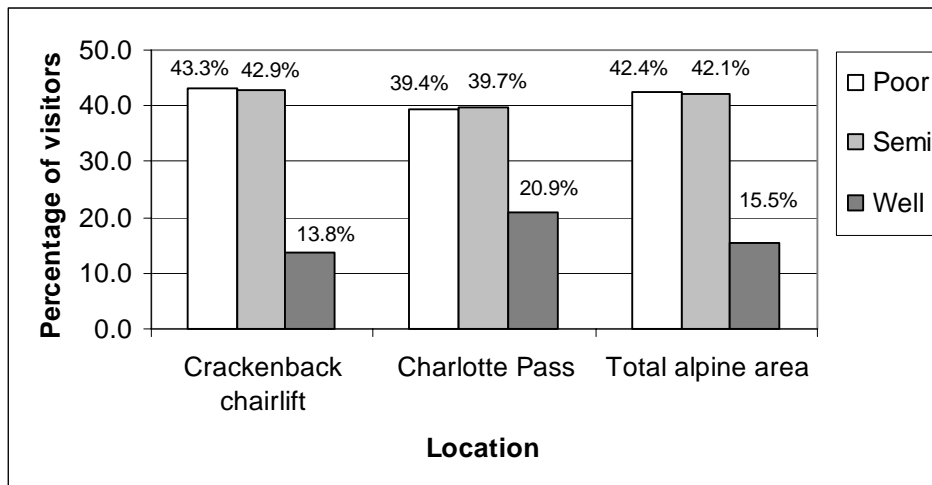 50.0
40.0
30.0
20.0
10.0
0.0
Percentage of visitors
43.3% 42.9%
13.8%
39.4% 39.7%
20.9%
42.4% 42.1%
15.5%
Crackenback
chairlift
Charlotte Pass
Total alpine area
Location
Poor
Semi
Well